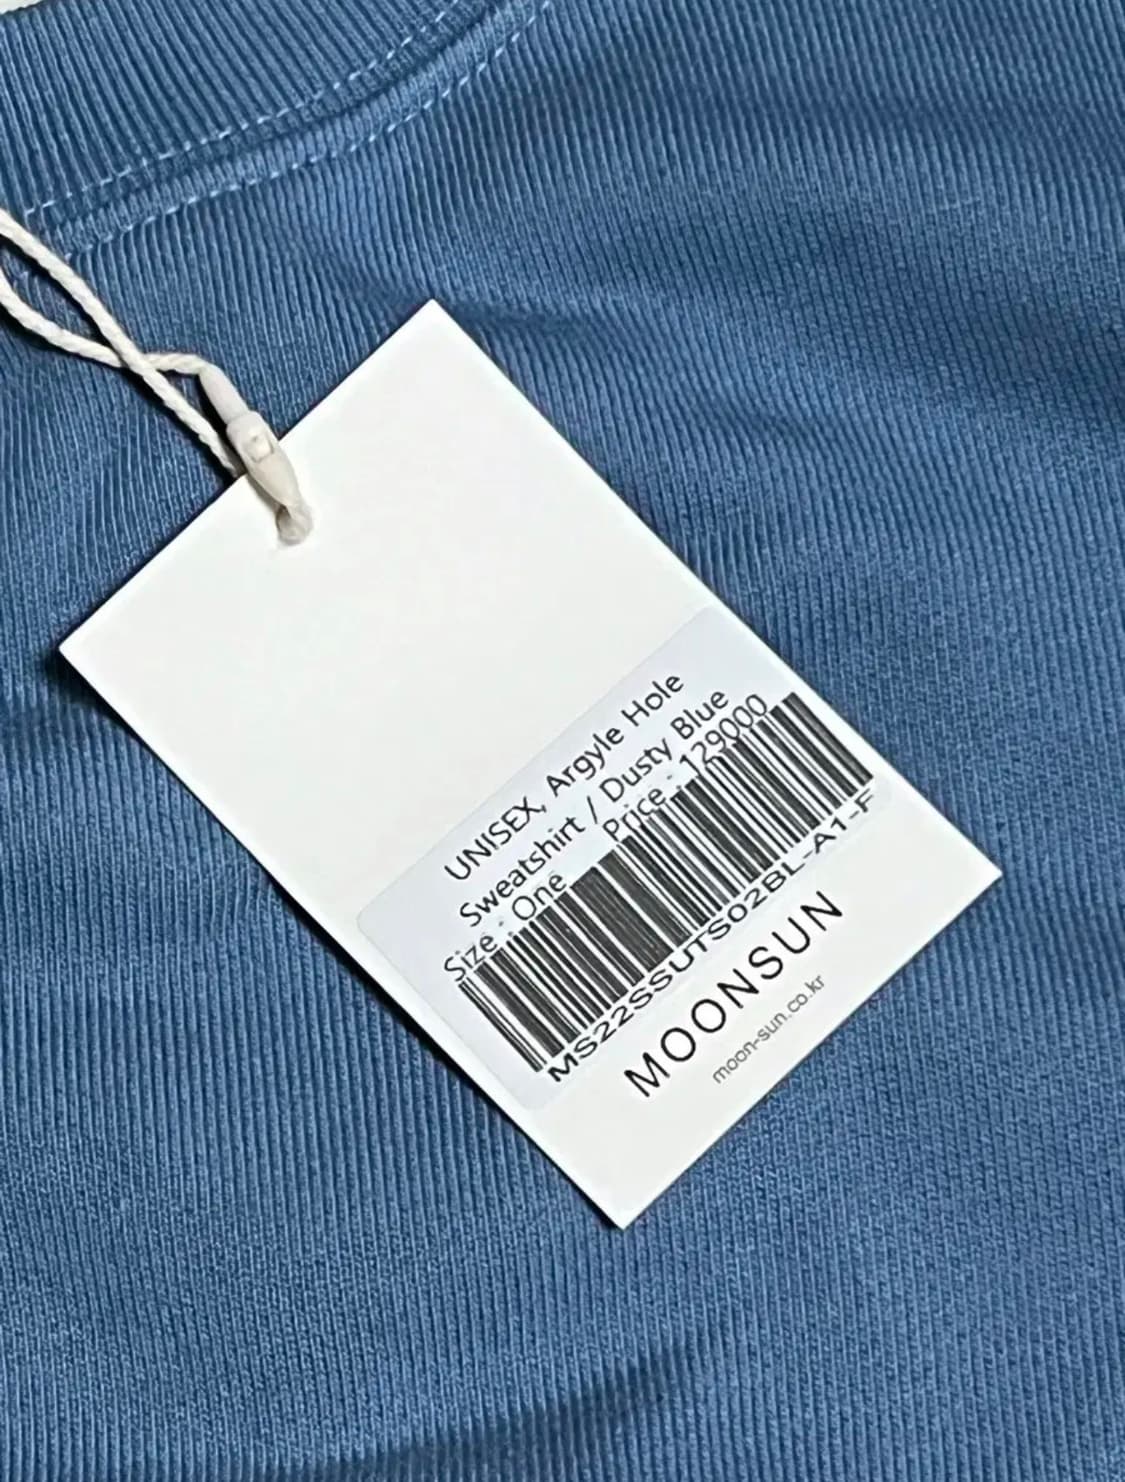 UNISEX, Argyle Hole
Sweatshirt / Dusty Blue
Size : One Price : 129000
MS22SSUTS02BL-A1-F
MOONSUN
moon-sun.co.kr